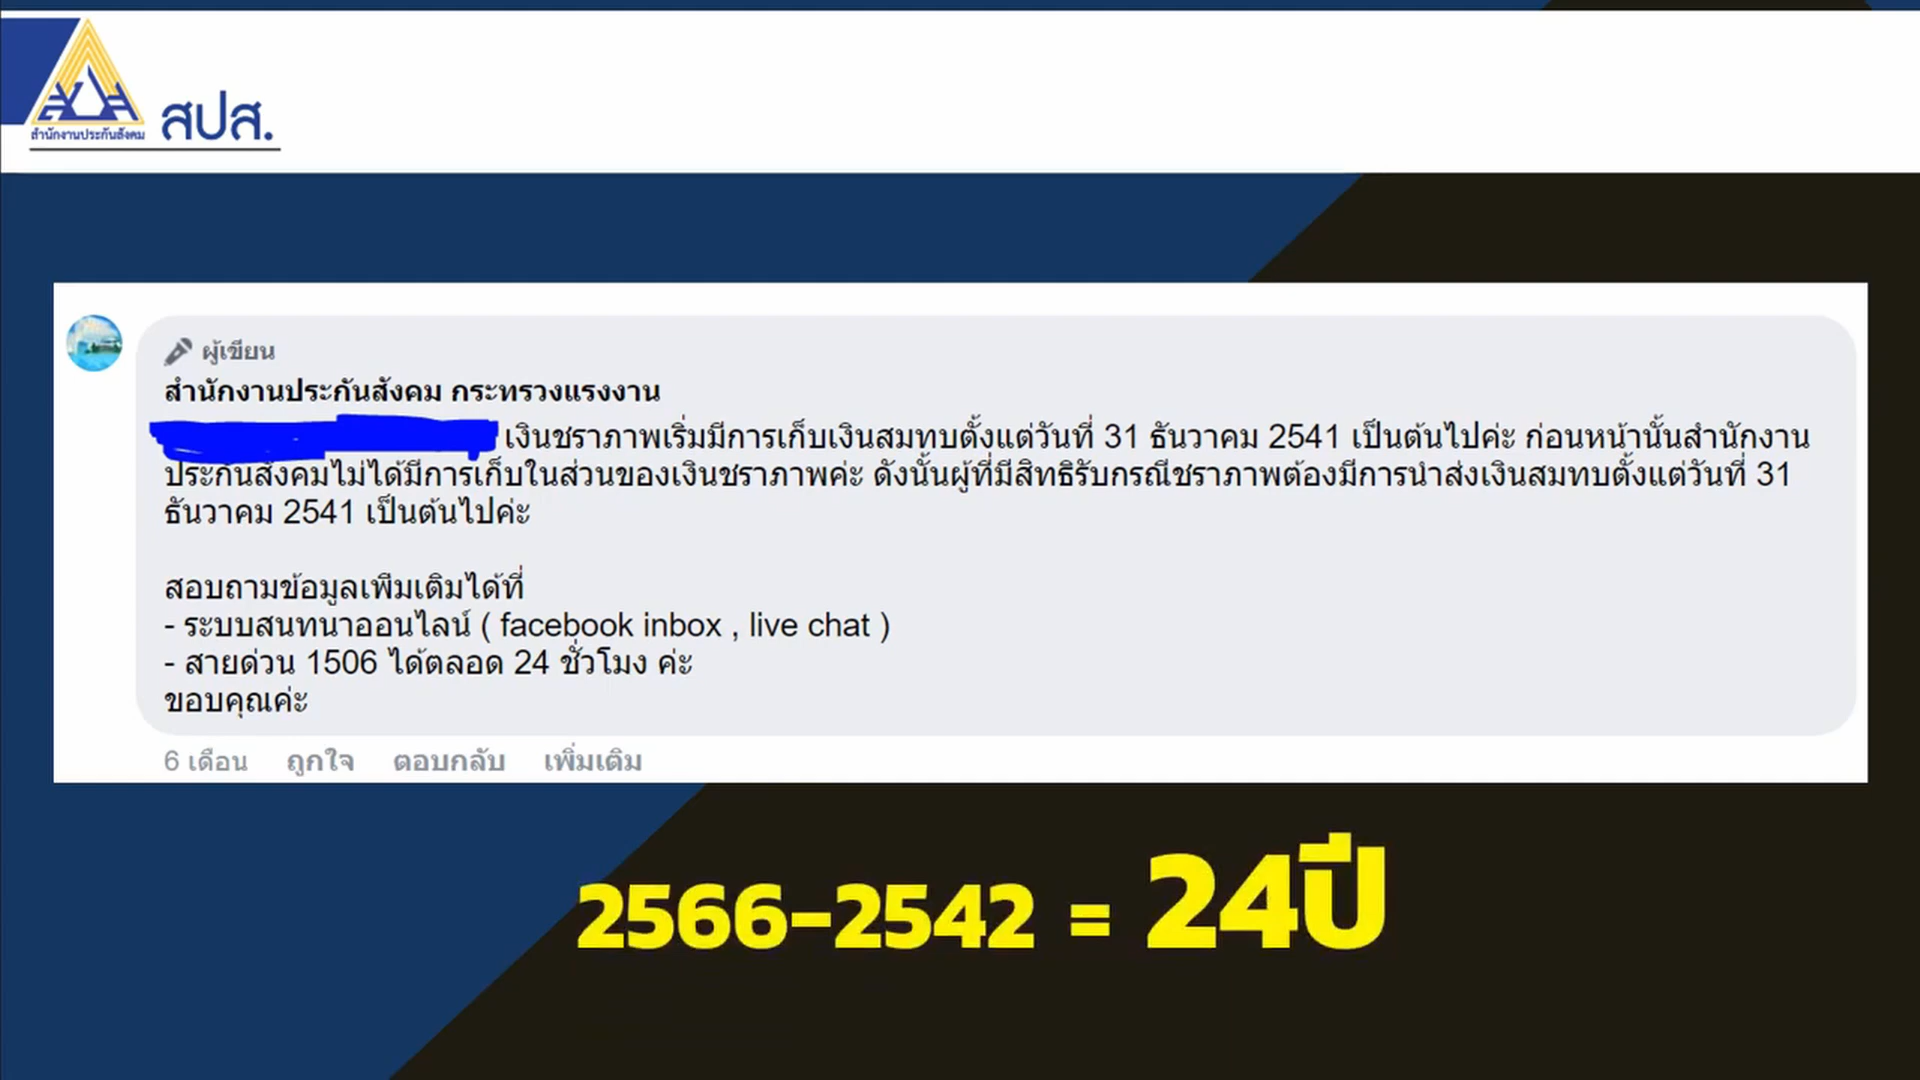 สำนักงานประกันสังคม
สปส.
ผู้เขียน
สำนักงานประกันสังคม กระทรวงแรงงาน
เงินชราภาพเริ่มมีการเก็บเงินสมทบตั้งแต่วันที่ 31 ธันวาคม 2541 เป็นต้นไปค่ะ ก่อนหน้านั้นสำนักงาน
ประกันสังคมไม่ได้มีการเก็บในส่วนของเงินชราภาพค่ะ ดังนั้นผู้ที่มีสิทธิรับกรณีชราภาพต้องมีการนำส่งเงินสมทบตั้งแต่วันที่ 31
ธันวาคม 2541 เป็นต้นไปค่ะ
สอบถามข้อมูลเพิ่มเติมได้ที่
- ระบบสนทนาออนไลน์ ( facebook inbox , live chat )
- สายด่วน 1506 ได้ตลอด 24 ชั่วโมง ค่ะ
ขอบคุณค่ะ
6 เดือน ถูกใจ ตอบกลับ เพิ่มเติม
2566-2542 = 24ปี